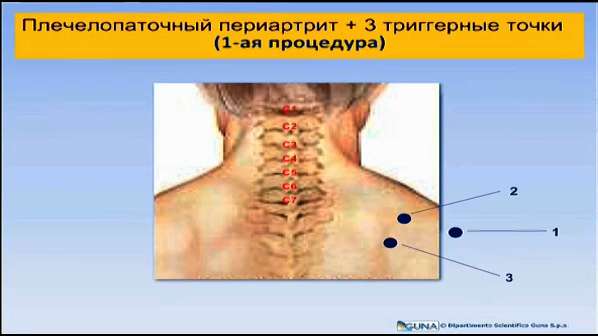 Плечелопаточный периартрит + 3 триггерные точки
(1-ая процедура)
C1
C2
C3
C4
C5
C6
C7
2
1
3
GUNA © Dipartimento Scientifico Guna S.p.a.